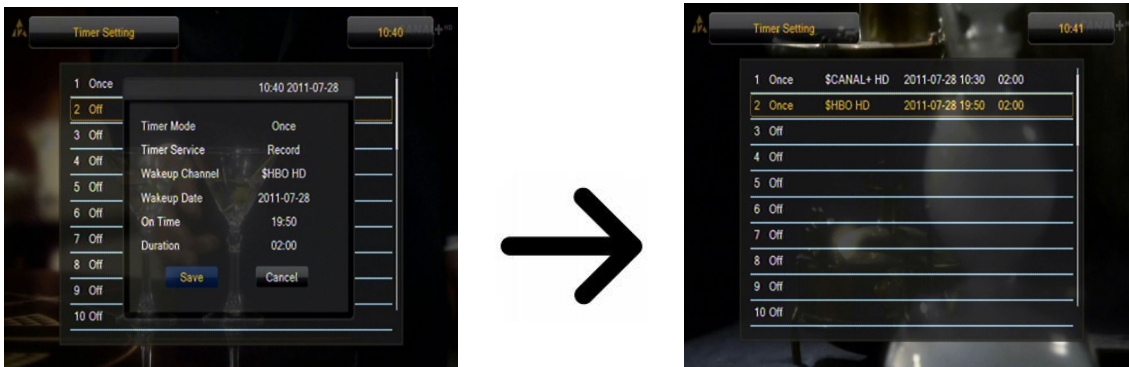 Timer Setting
10:40
1 Once
10:40 2011-07-28
2 Off
3 Off
4 Off
5 Off
6 Off
7 Off
8 Off
9 Off
10 Off
Timer Mode Once
Timer Service Record
Wakeup Channel $HBO HD
Wakeup Date 2011-07-28
On Time 19:50
Duration 02:00
Save Cancel
Timer Setting
10:41
1 Once $CANAL+ HD 2011-07-28 10:30 02:00
2 Once $HBO HD 2011-07-28 19:50 02:00
3 Off
4 Off
5 Off
6 Off
7 Off
8 Off
9 Off
10 Off